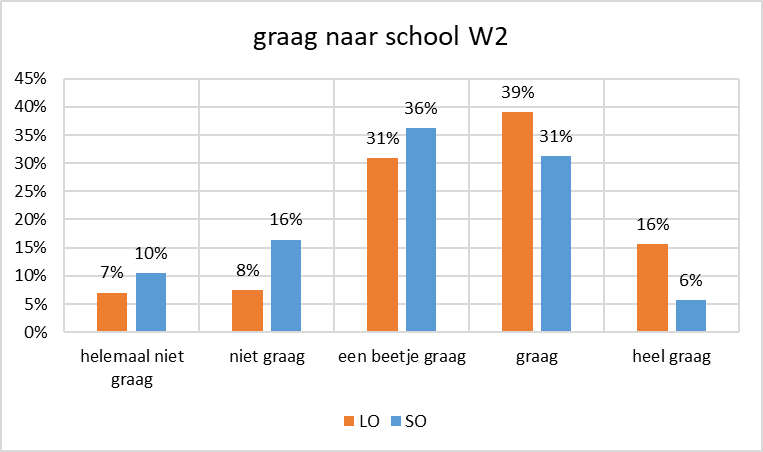 graag naar school W2
45%
40%
35%
30%
25%
20%
15%
10%
5%
0%
7%
10%
8%
16%
31%
36%
39%
31%
16%
6%
helemaal niet
graag
niet graag
een beetje graag
graag
heel graag
LO
SO